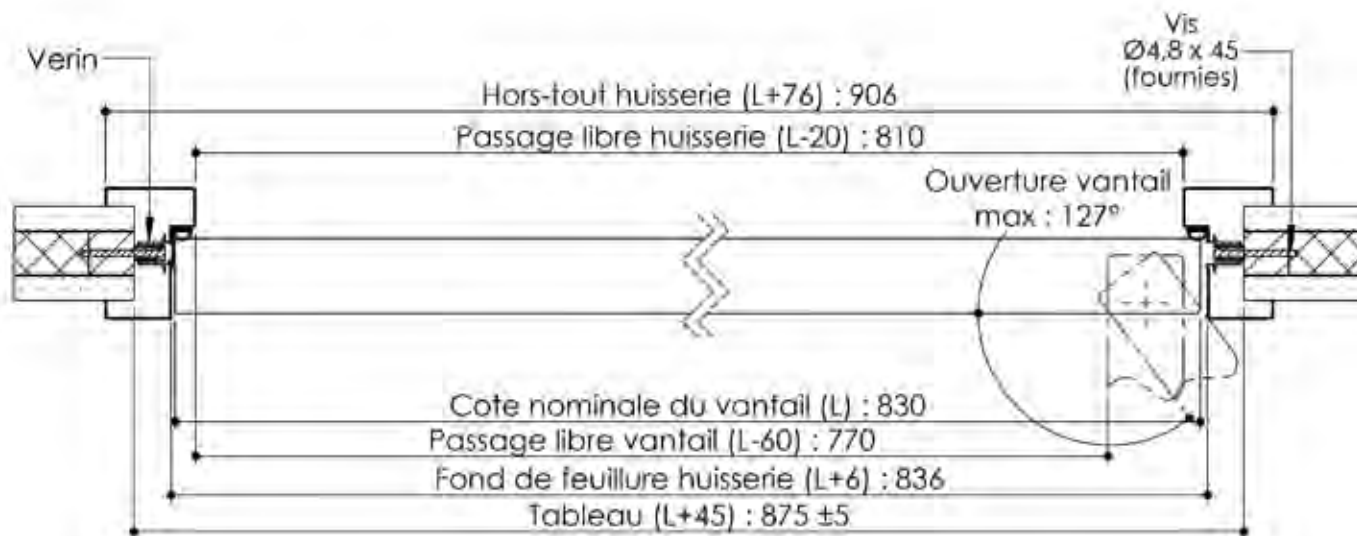 Vis
Ø4,8 x 45
(fournies)
Verin
Hors-tout huisserie (L+76) : 906
Passage libre huisserie (L-20) : 810
Ouverture vantail
max : 127°
Cote nominale du vantail (L) : 830
Passage libre vantail (L-60) : 770
Fond de feuillure huisserie (L+6) : 836
Tableau (L+45) : 875 ±5